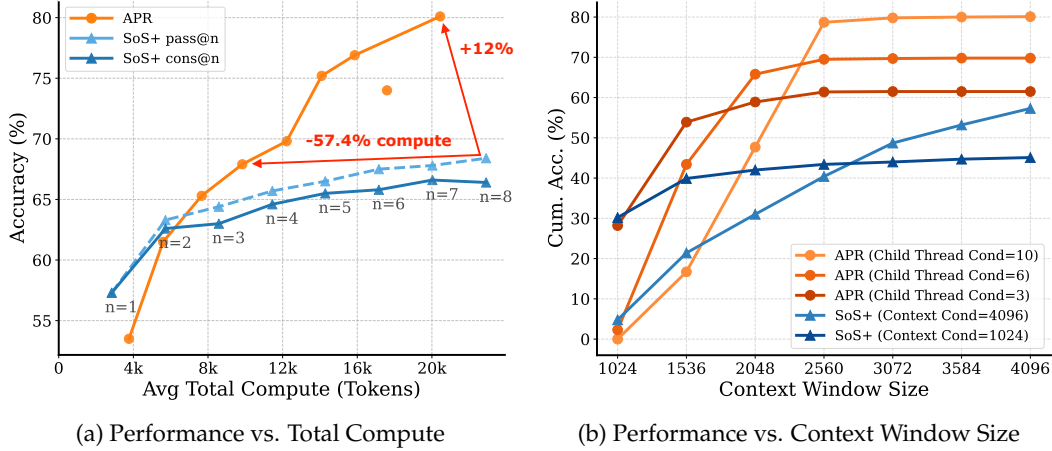 80
75
70
65
60
55
Accuracy (%)
APR
SoS+ pass@n
SoS+ cons@n
+12%
-57.4% compute
n=1
n=2
n=3
n=4
n=5
n=6
n=7
n=8
0 4k 8k 12k 16k 20k
Avg Total Compute (Tokens)
(a) Performance vs. Total Compute
80
70
60
50
40
30
20
10
0
Cum. Acc. (%)
APR (Child Thread Cond=10)
APR (Child Thread Cond=6)
APR (Child Thread Cond=3)
SoS+ (Context Cond=4096)
SoS+ (Context Cond=1024)
1024 1536 2048 2560 3072 3584 4096
Context Window Size
(b) Performance vs. Context Window Size